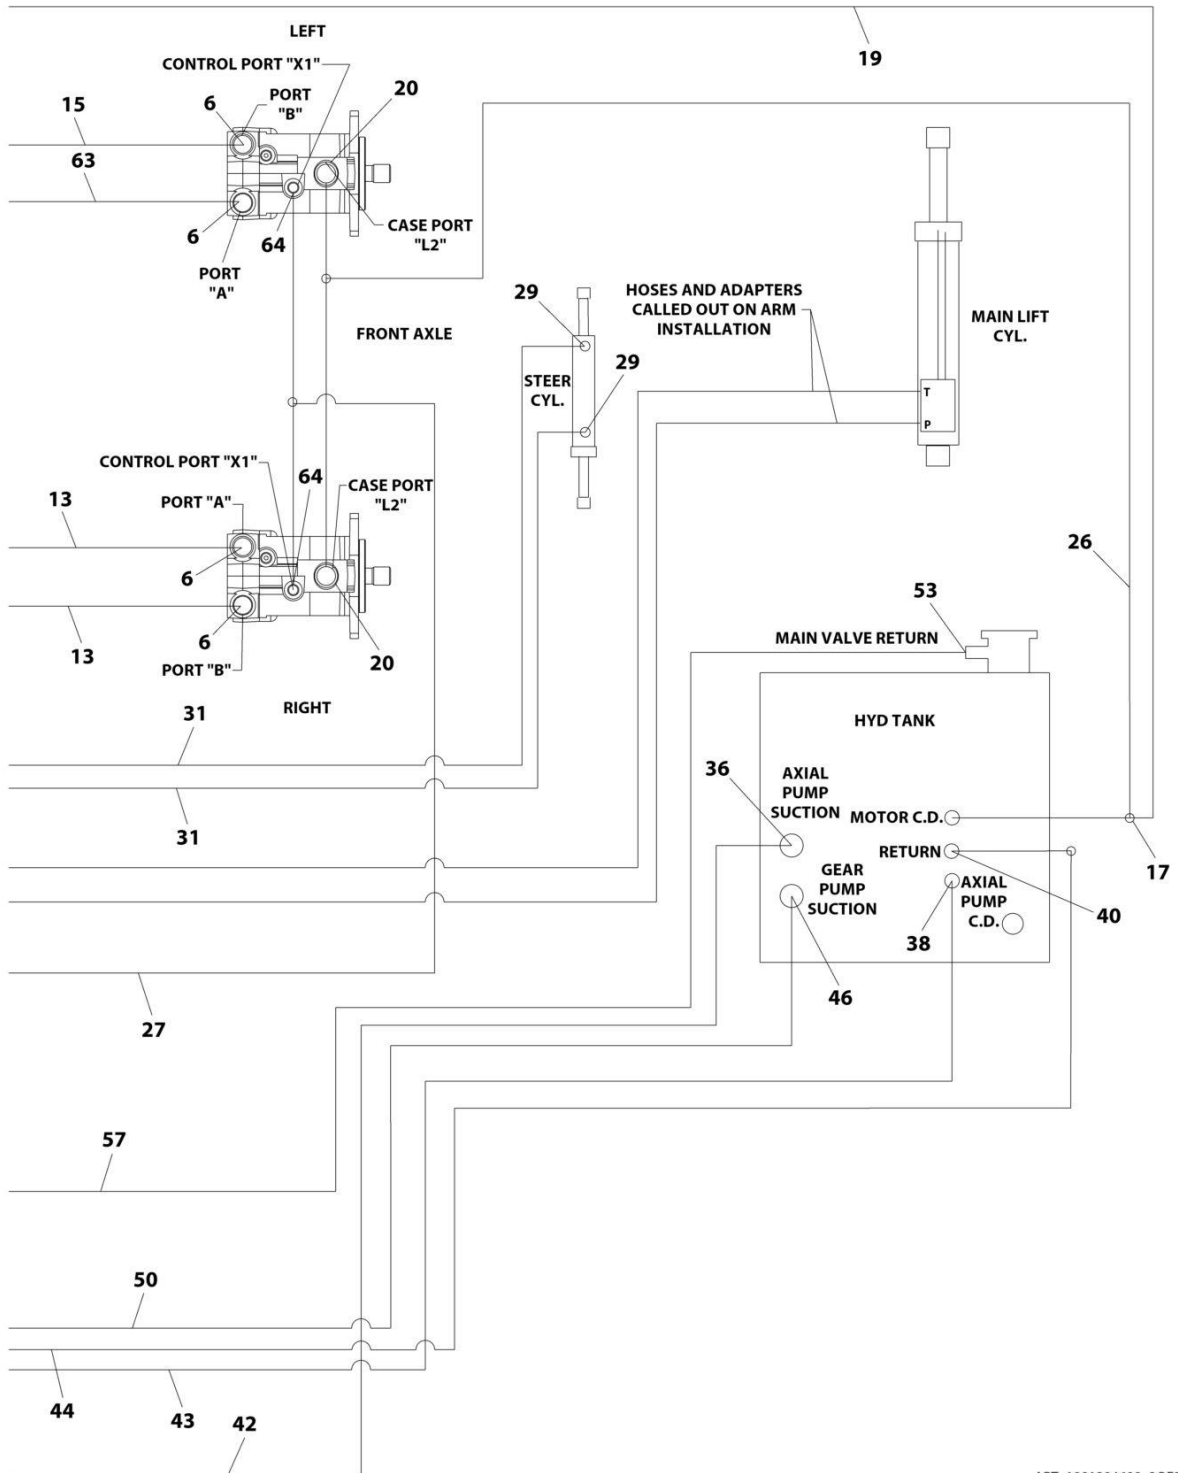 19
LEFT
CONTROL PORT "X1"
20
PORT
"B"
6
15
63
6
64
CASE PORT
"L2"
PORT
"A"
29
HOSES AND ADAPTERS
CALLED OUT ON ARM
INSTALLATION
MAIN LIFT
CYL.
FRONT AXLE
29
STEER
CYL.
T
P
CONTROL PORT "X1"
64
CASE PORT
"L2"
13
PORT "A"
6
26
53
6
13
PORT "B"
20
MAIN VALVE RETURN
RIGHT
31
HYD TANK
36
AXIAL
PUMP
SUCTION
MOTOR C.D.
31
RETURN
17
GEAR
PUMP
SUCTION
AXIAL
PUMP
C.D.
40
38
46
27
57
50
44
43
42